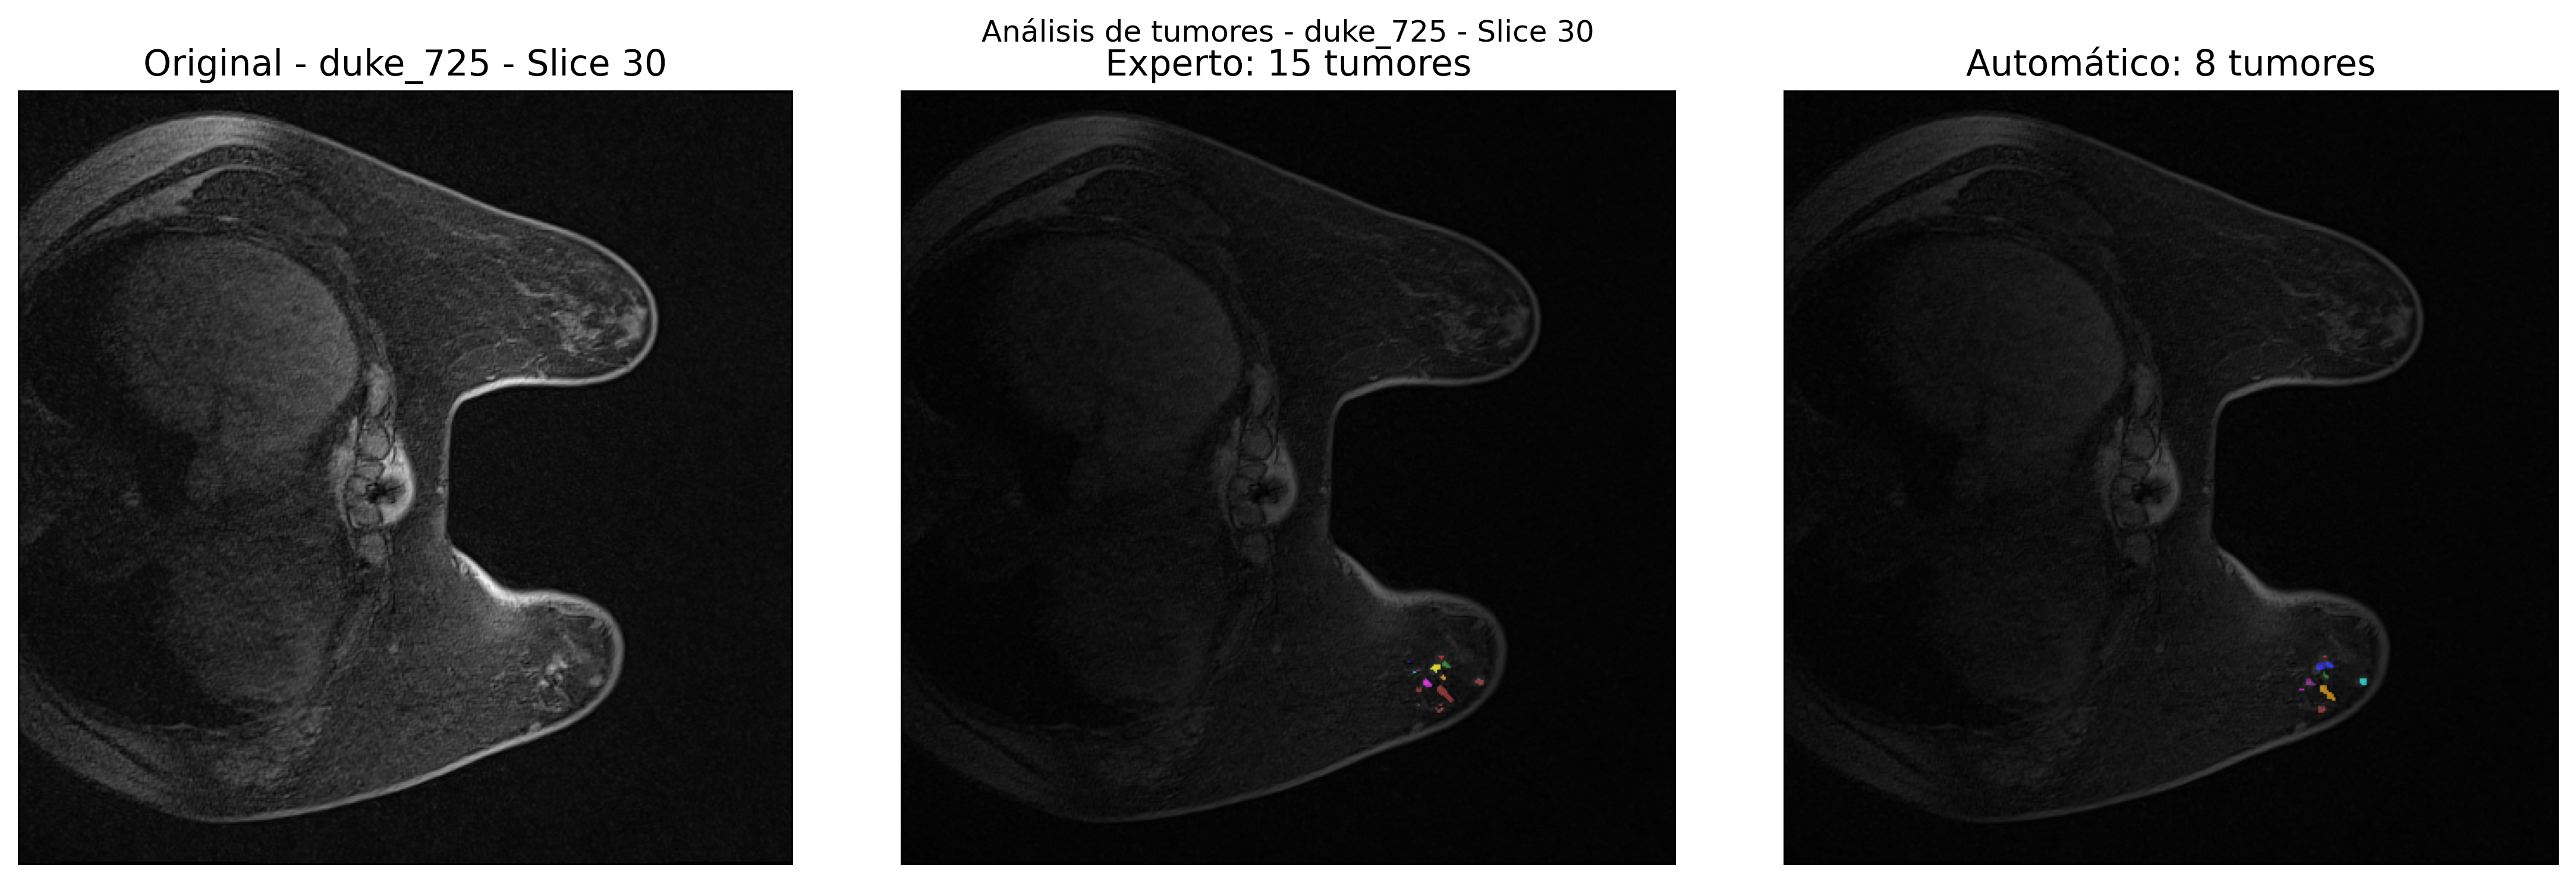 Análisis de tumores - duke_725 - Slice 30
Original - duke_725 - Slice 30
Experto: 15 tumores
Automático: 8 tumores